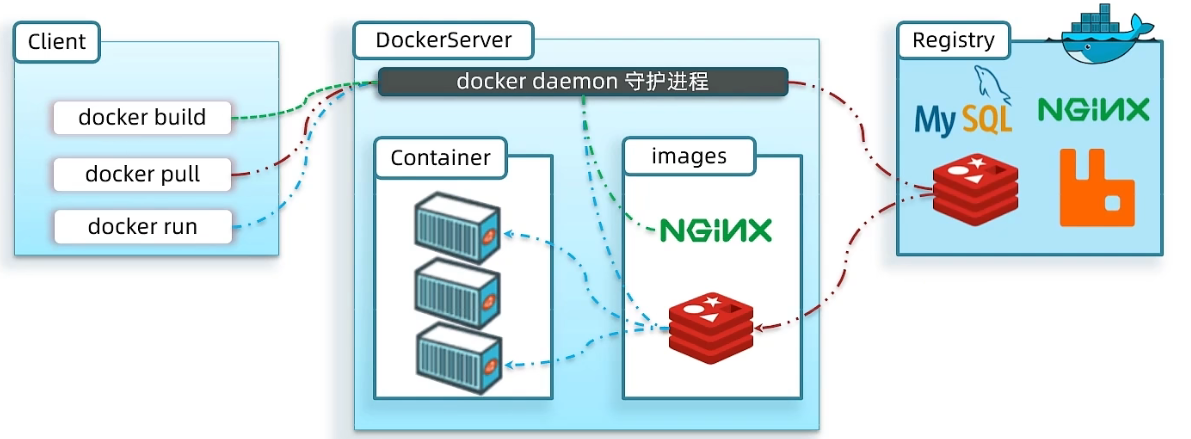 Client
docker build
docker pull
docker run
DockerServer
docker daemon 守护进程
Container
images
NGINX
Registry
MySQL
NGINX